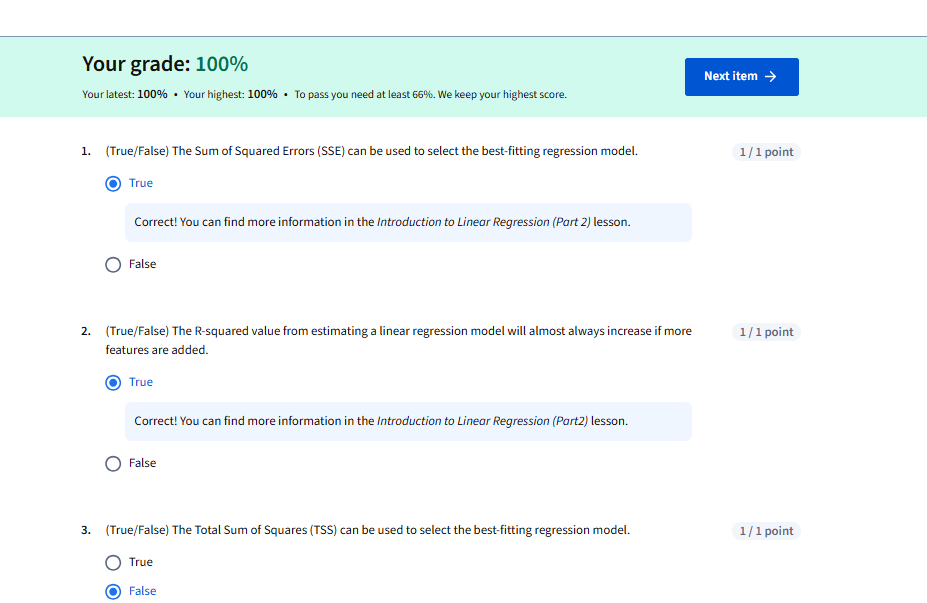 Your grade: 100%
Next item →
Your latest: 100% • Your highest: 100% • To pass you need at least 66%. We keep your highest score.
1. (True/False) The Sum of Squared Errors (SSE) can be used to select the best-fitting regression model.
1 / 1 point
True
Correct! You can find more information in the Introduction to Linear Regression (Part 2) lesson.
False
2. (True/False) The R-squared value from estimating a linear regression model will almost always increase if more
features are added.
1 / 1 point
True
Correct! You can find more information in the Introduction to Linear Regression (Part2) lesson.
False
3. (True/False) The Total Sum of Squares (TSS) can be used to select the best-fitting regression model.
1 / 1 point
True
False